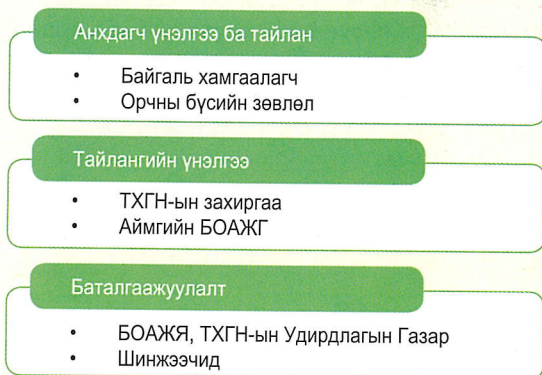 Анхдагч үнэлгээ ба тайлан
• Байгаль хамгаалагч
• Орчны бүсийн зөвлөл
Тайлангийн үнэлгээ
• ТХГН-ын захиргаа
• Аймгийн БОАЖГ
Баталгаажуулалт
• БОАЖЯ, ТХГН-ын Удирдлагын Газар
• Шинжээчид